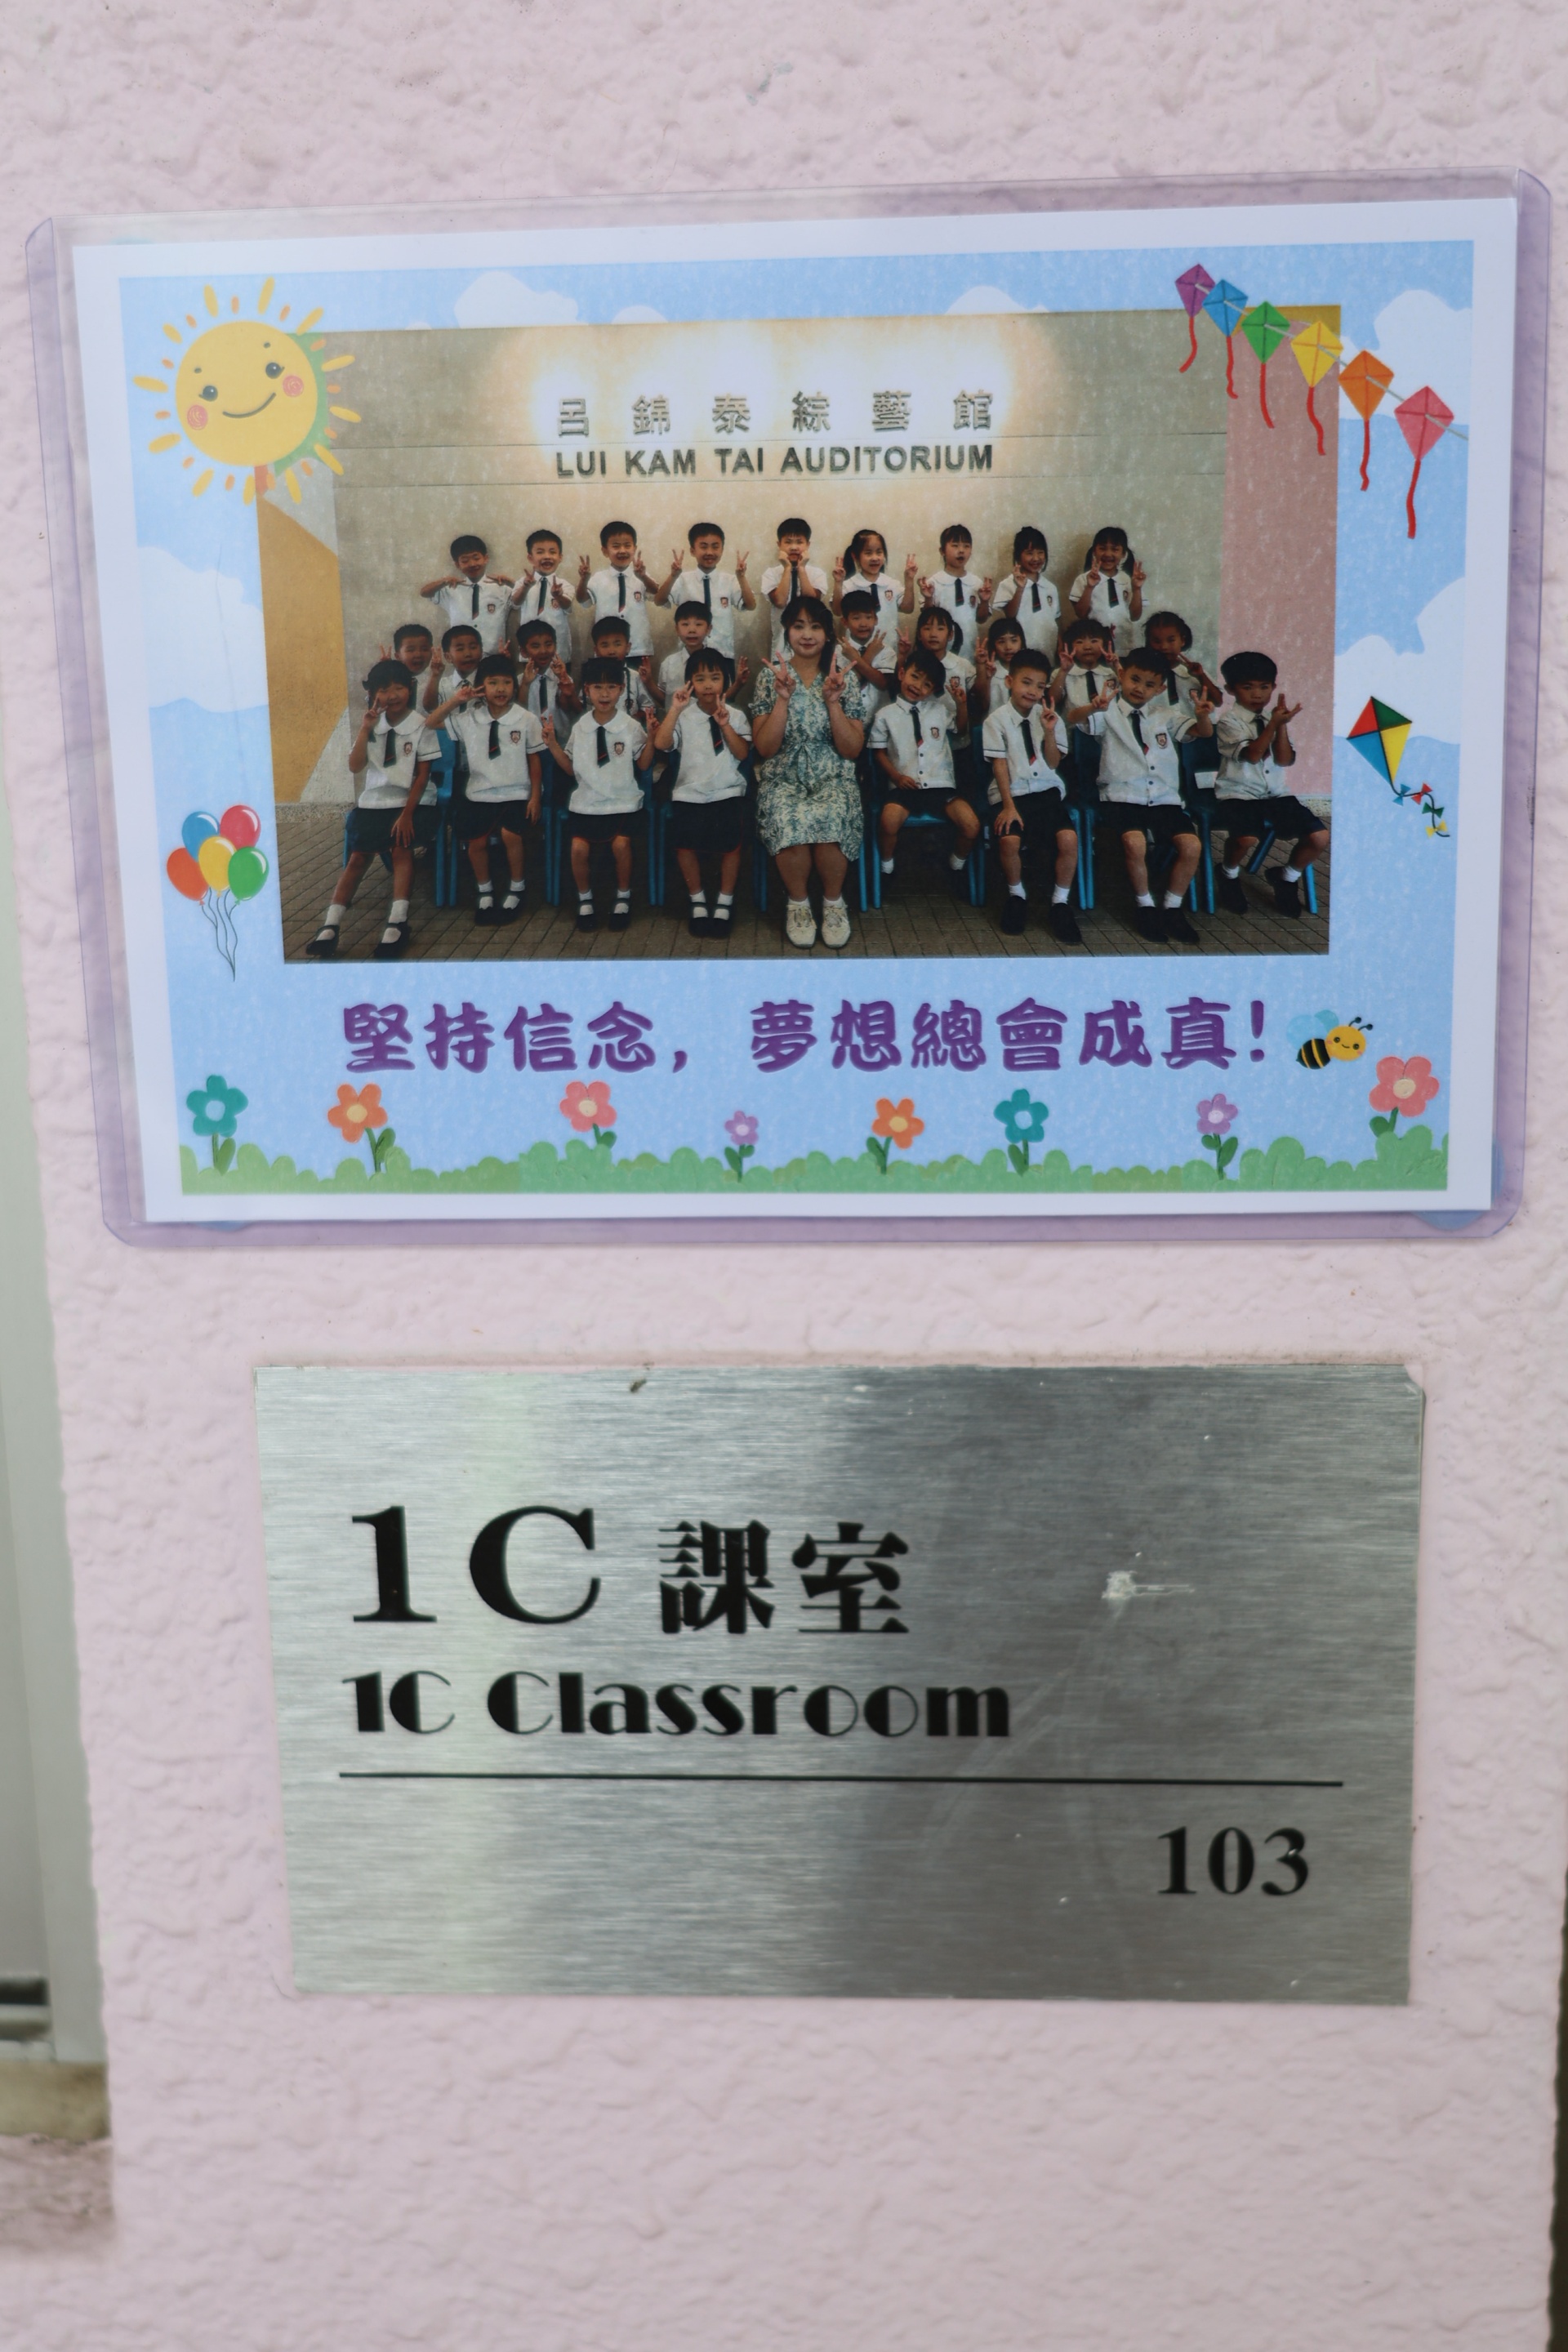 呂錦泰綜藝館
LUI KAM TAI AUDITORIUM
堅持信念，夢想總會成真！
1C 課室
1C Classroom
103